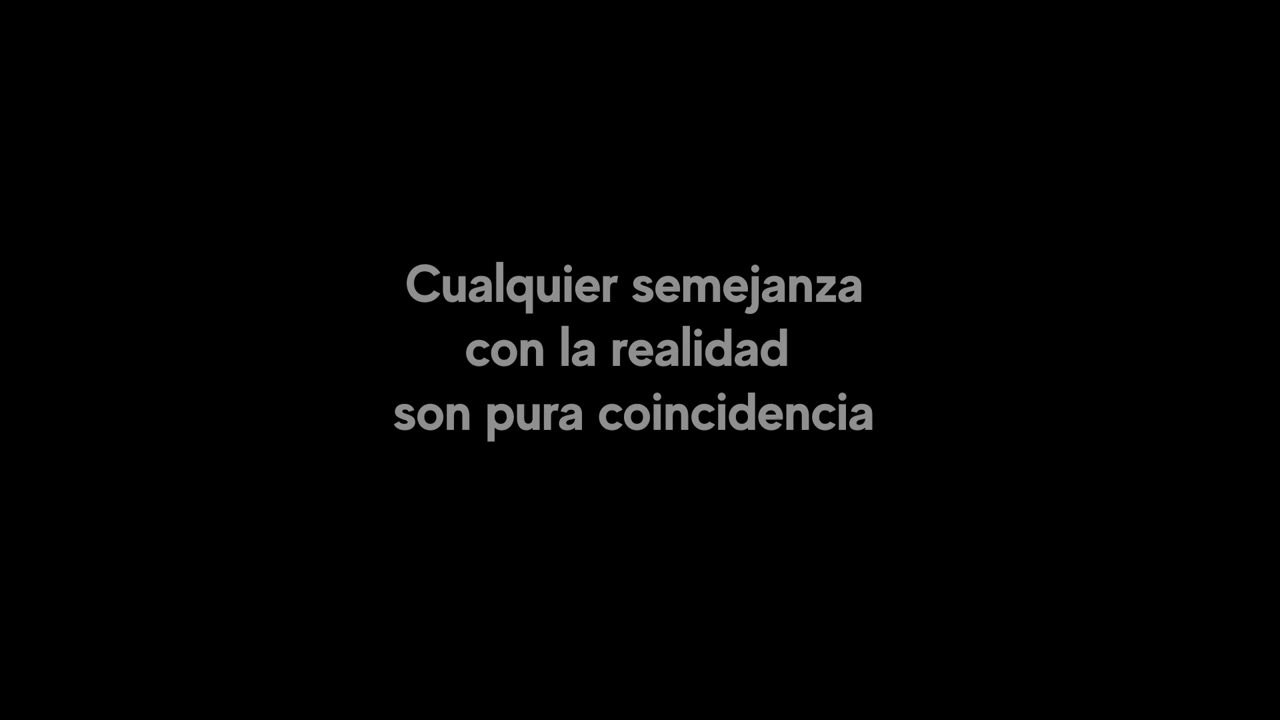 Cualquier semejanza
con la realidad
son pura coincidencia